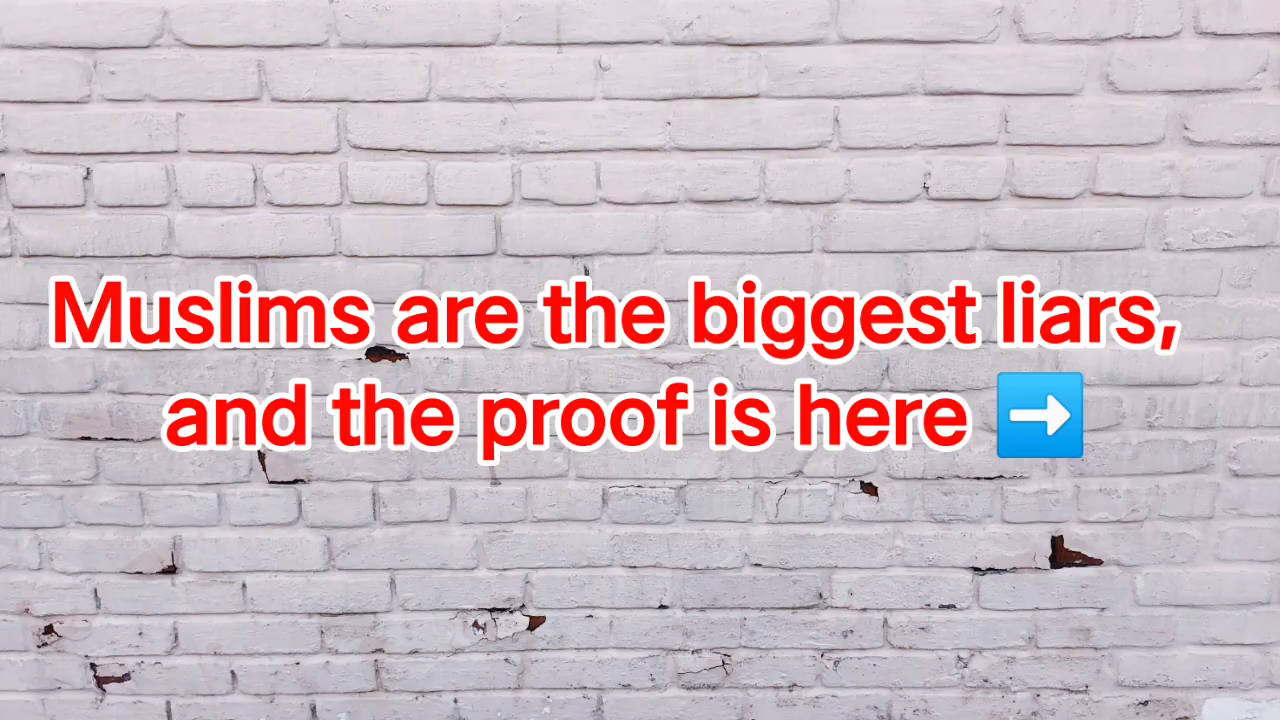 Muslims are the biggest liars,
and the proof is here ➡️